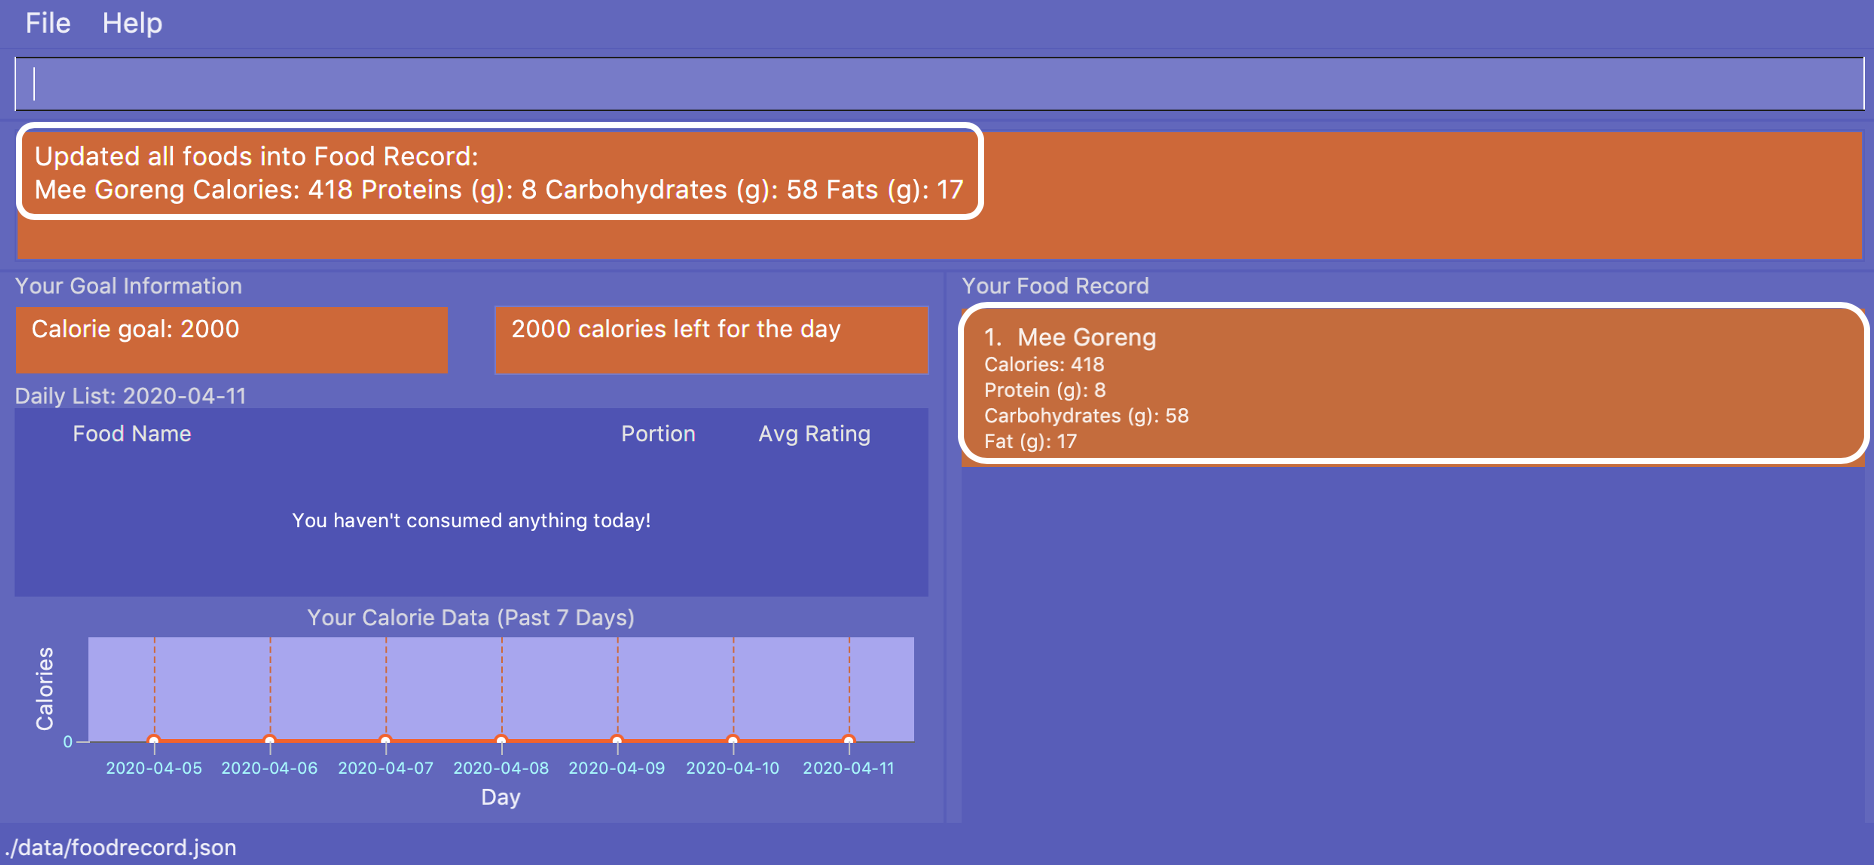 File Help
Updated all foods into Food Record:
Mee Goreng Calories: 418 Proteins (g): 8 Carbohydrates (g): 58 Fats (g): 17
Your Goal Information
Calorie goal: 2000
2000 calories left for the day
Daily List: 2020-04-11
Food Name Portion Avg Rating
You haven't consumed anything today!
Your Calorie Data (Past 7 Days)
Calories
0
2020-04-05 2020-04-06 2020-04-07 2020-04-08 2020-04-09 2020-04-10 2020-04-11
Day
Your Food Record
1. Mee Goreng
Calories: 418
Protein (g): 8
Carbohydrates (g): 58
Fat (g): 17
./data/foodrecord.json